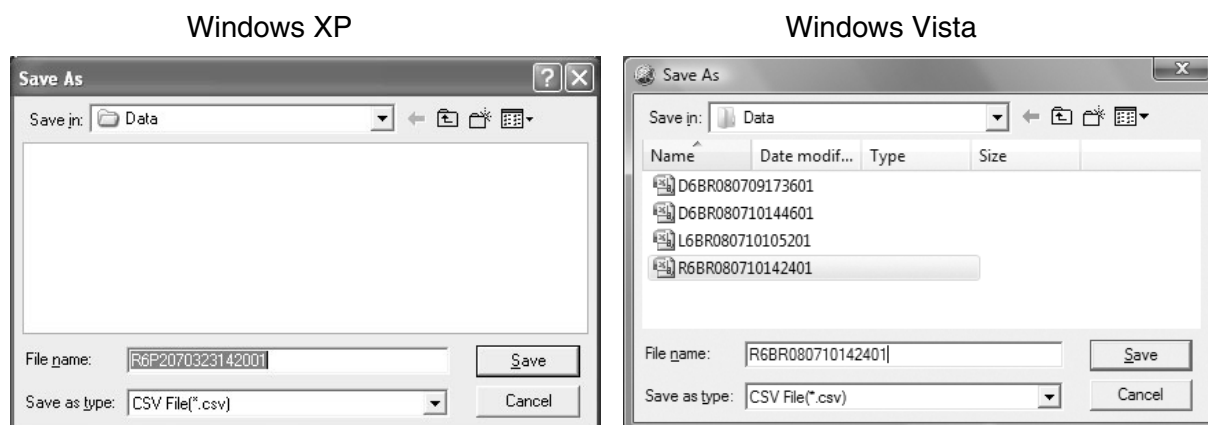 Windows XP
Save As
Save in: Data
File name: R6P2070323142001 Save
Save as type: CSV File(*.csv) Cancel
Windows Vista
Save As
Save in: Data
Name Date modif... Type Size
D6BR080709173601
D6BR080710144601
L6BR080710105201
R6BR080710142401
File name: R6BR080710142401 Save
Save as type: CSV File(*.csv) Cancel